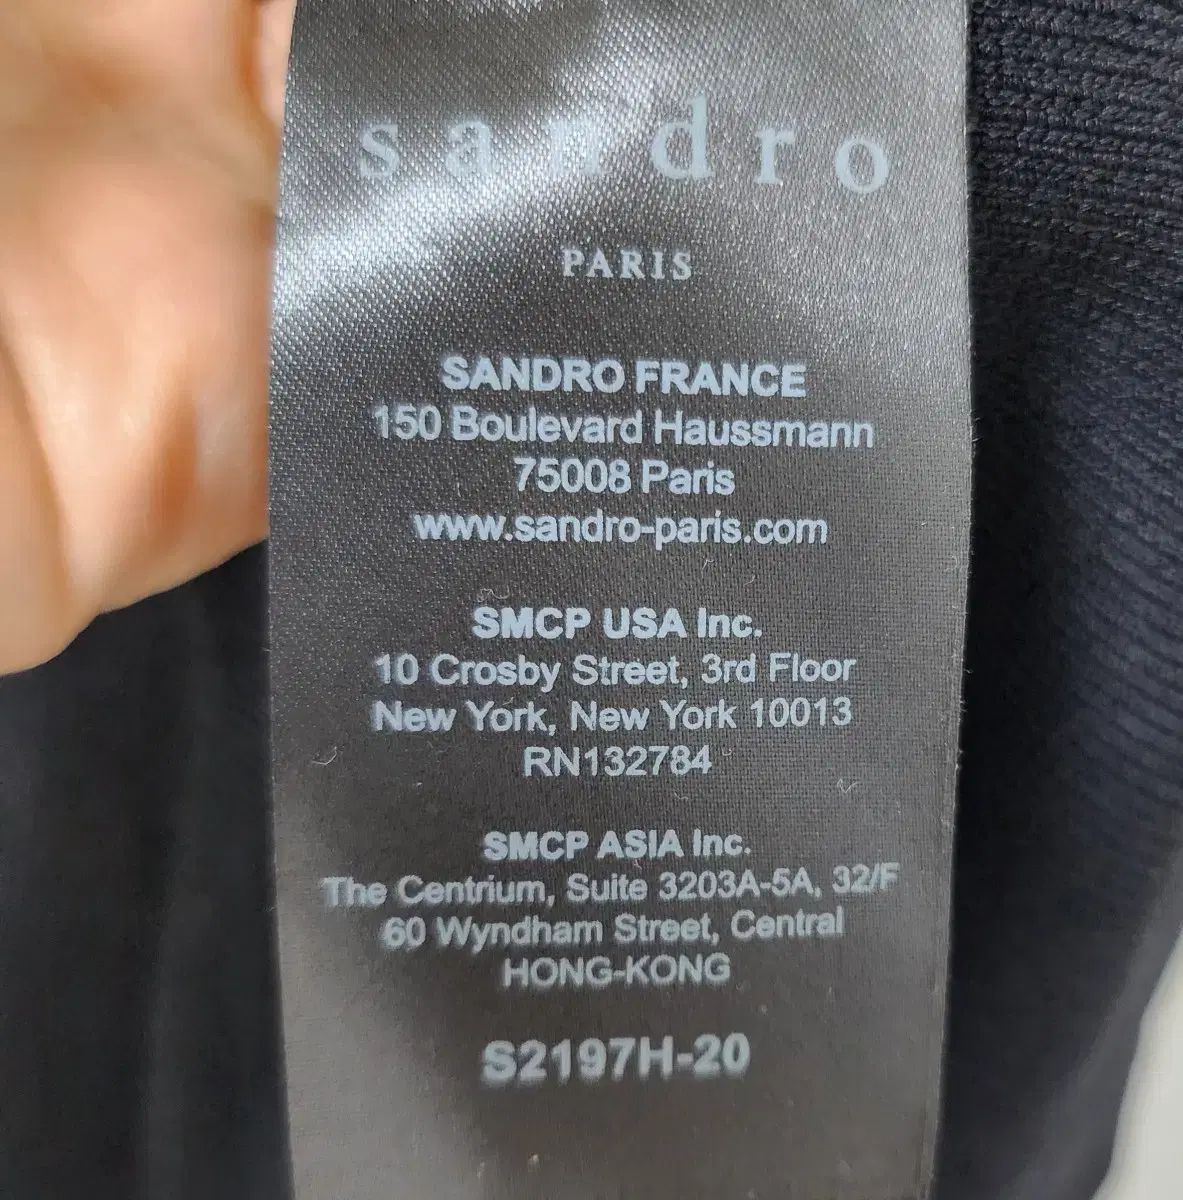 sandro
PARIS
SANDRO FRANCE
150 Boulevard Haussmann
75008 Paris
www.sandro-paris.com
SMCP USA Inc.
10 Crosby Street, 3rd Floor
New York, New York 10013
RN132784
SMCP ASIA Inc.
The Centrium, Suite 3203A-5A, 32/F
60 Wyndham Street, Central
HONG-KONG
S2197H-20